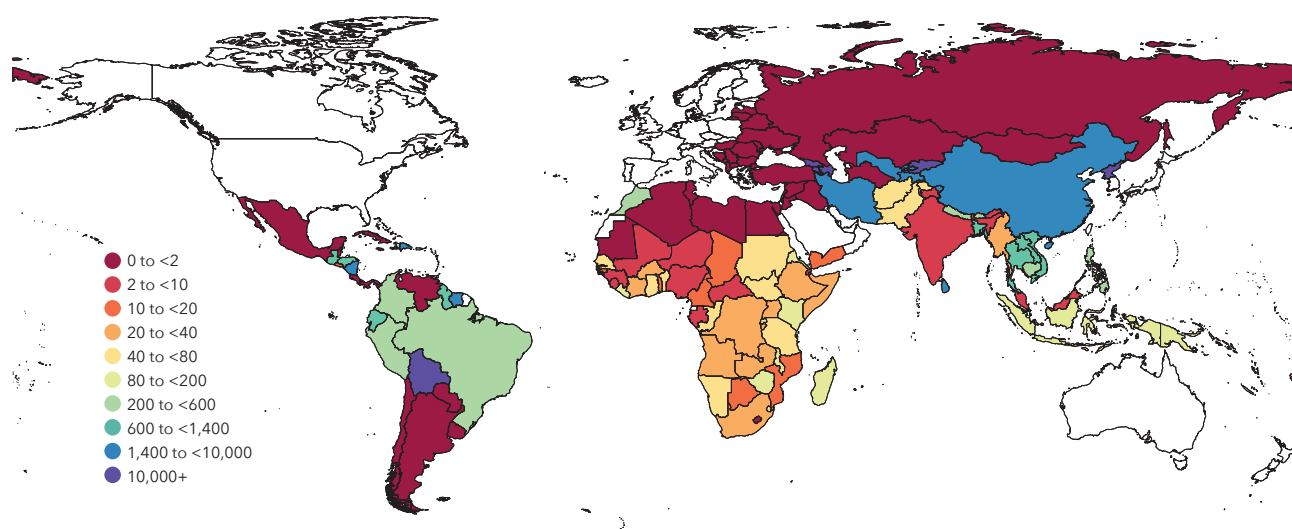 0 to <2
2 to <10
10 to <20
20 to <40
40 to <80
80 to <200
200 to <600
600 to <1,400
1,400 to <10,000
10,000+